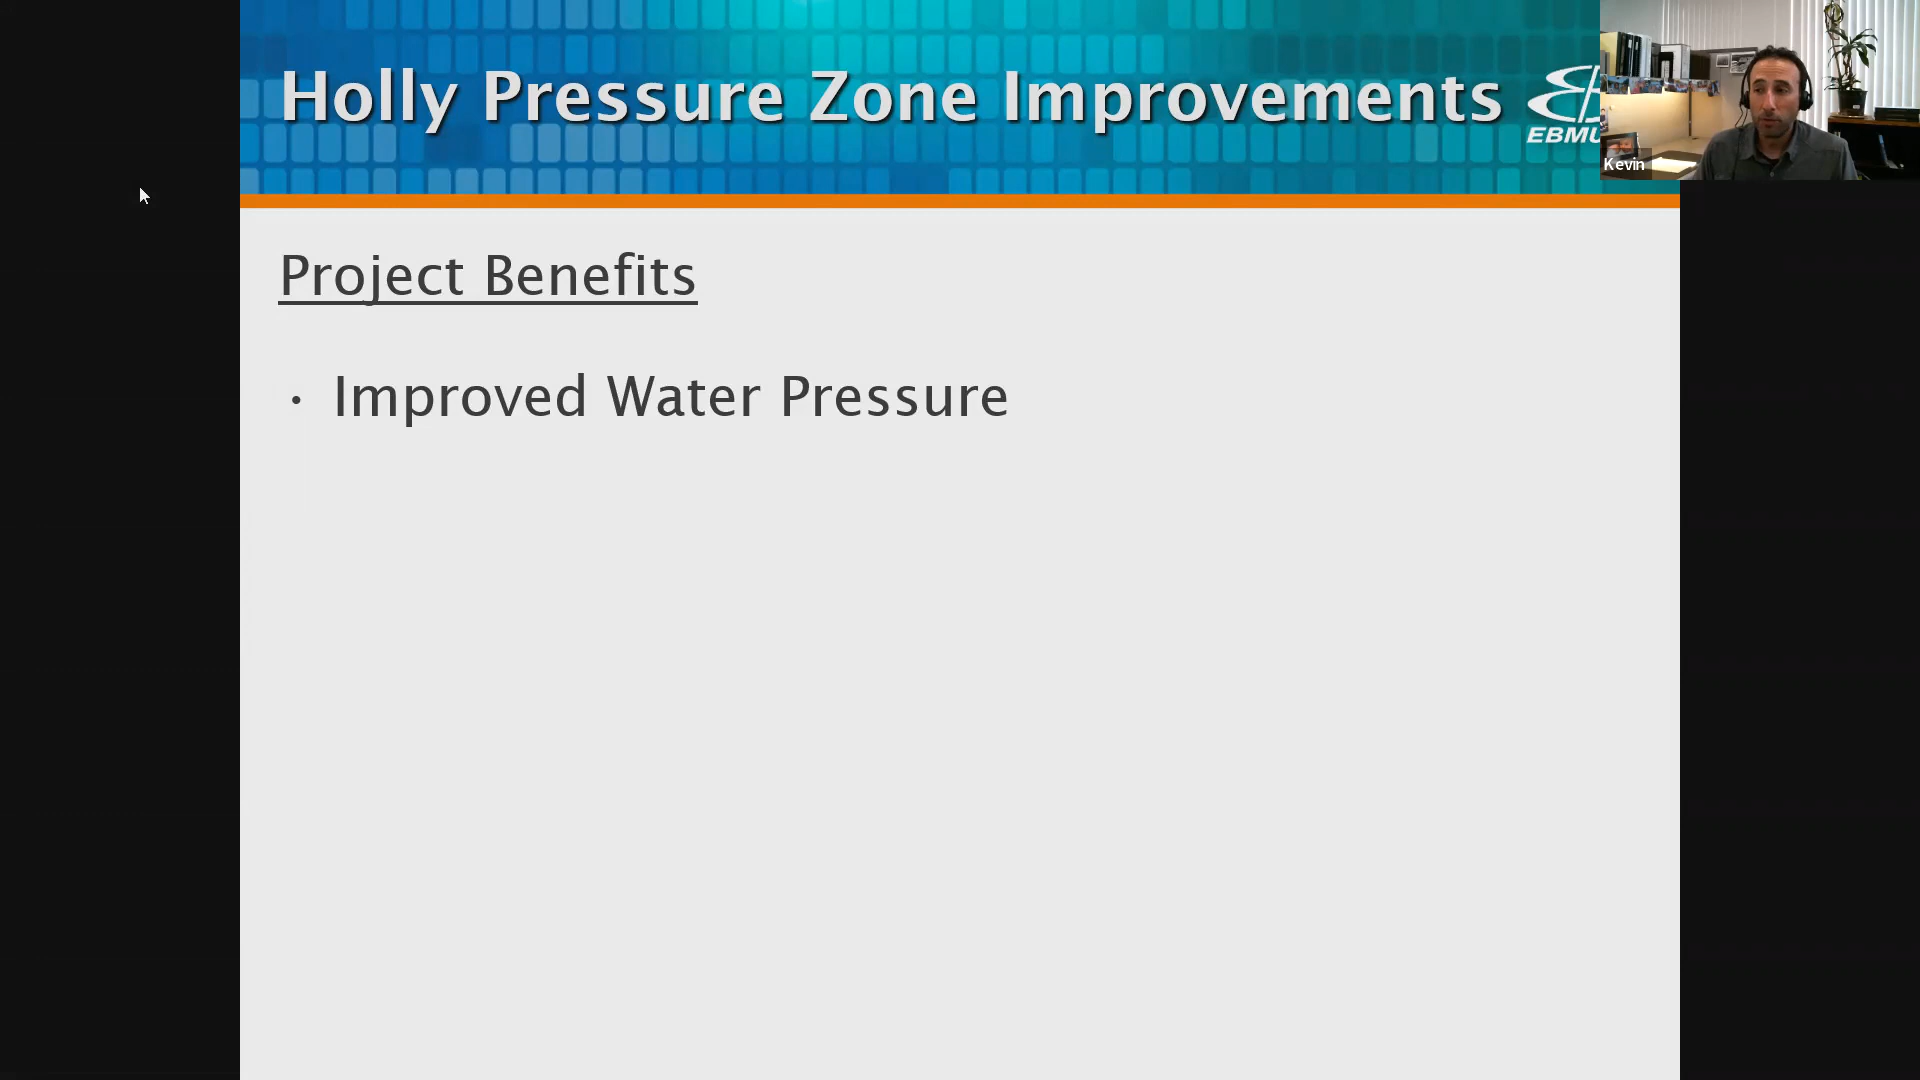 Holly Pressure Zone Improvements
EBMU
Kevin
Project Benefits
• Improved Water Pressure